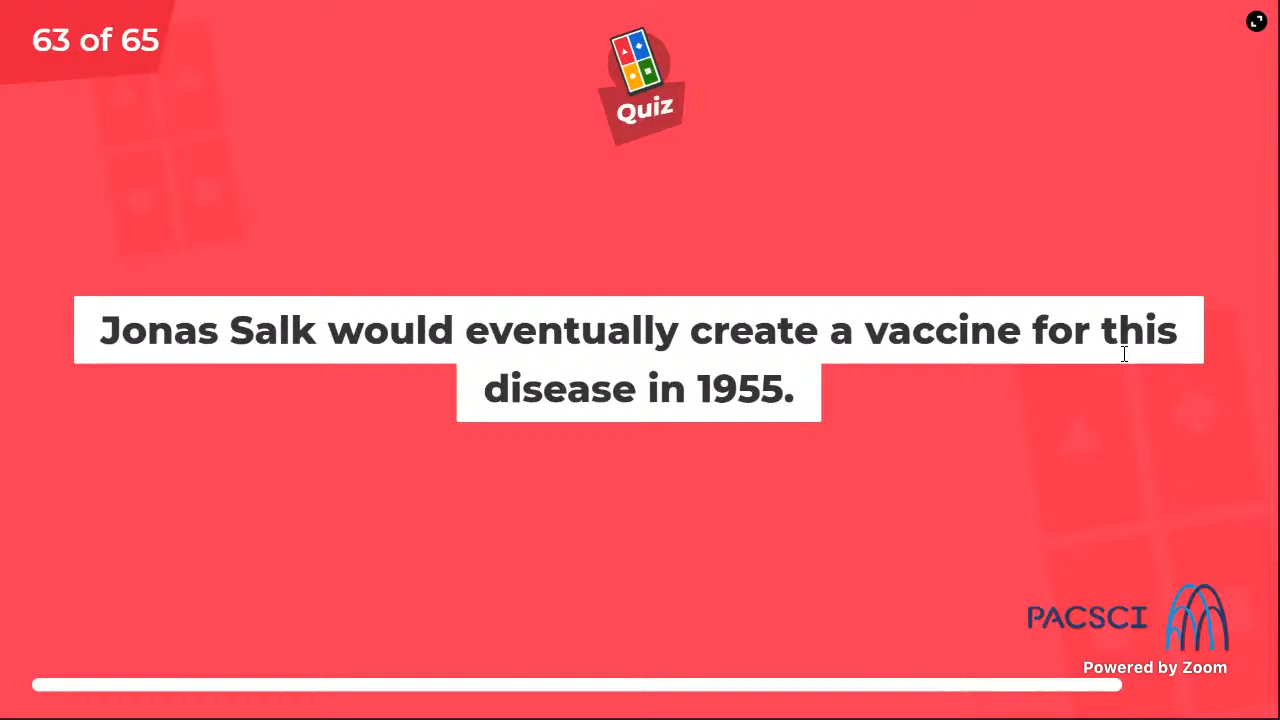 63 of 65
Quiz
Jonas Salk would eventually create a vaccine for this
disease in 1955.
PACSCI
Powered by Zoom